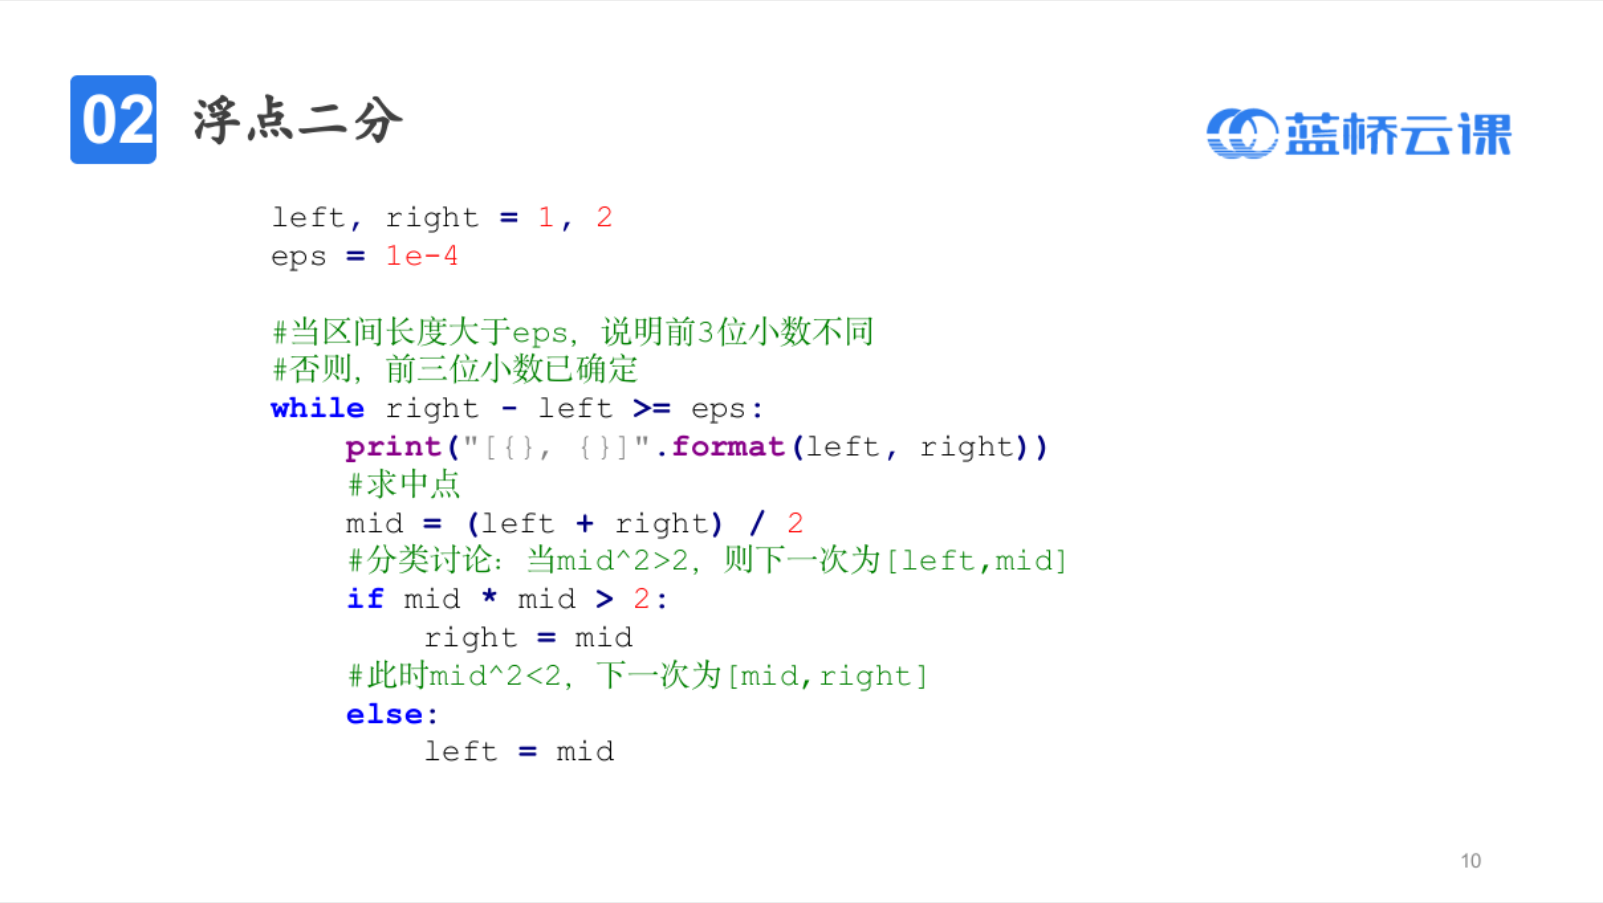 02 浮点二分
蓝桥云课
left, right = 1, 2
eps = 1e-4
#当区间长度大于eps，说明前3位小数不同
#否则，前三位小数已确定
while right - left >= eps:
    print("[{}, {}]".format(left, right))
    #求中点
    mid = (left + right) / 2
    #分类讨论：当mid^2>2，则下一次为[left,mid]
    if mid * mid > 2:
        right = mid
    #此时mid^2<2，下一次为[mid,right]
    else:
        left = mid
10